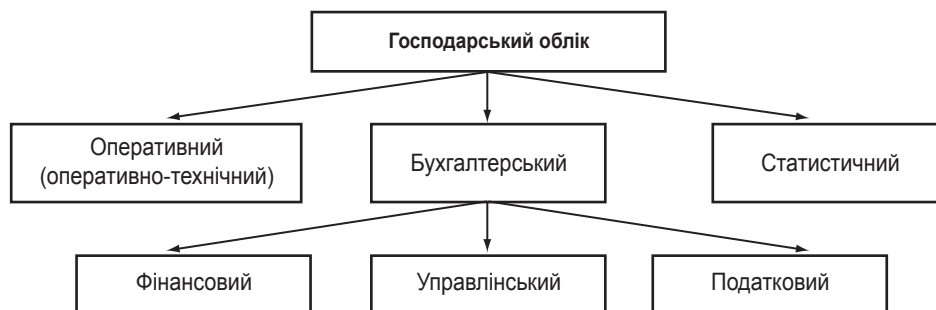 Господарський облік
Оперативний
(оперативно-технічний)
Бухгалтерський
Статистичний
Фінансовий
Управлінський
Податковий